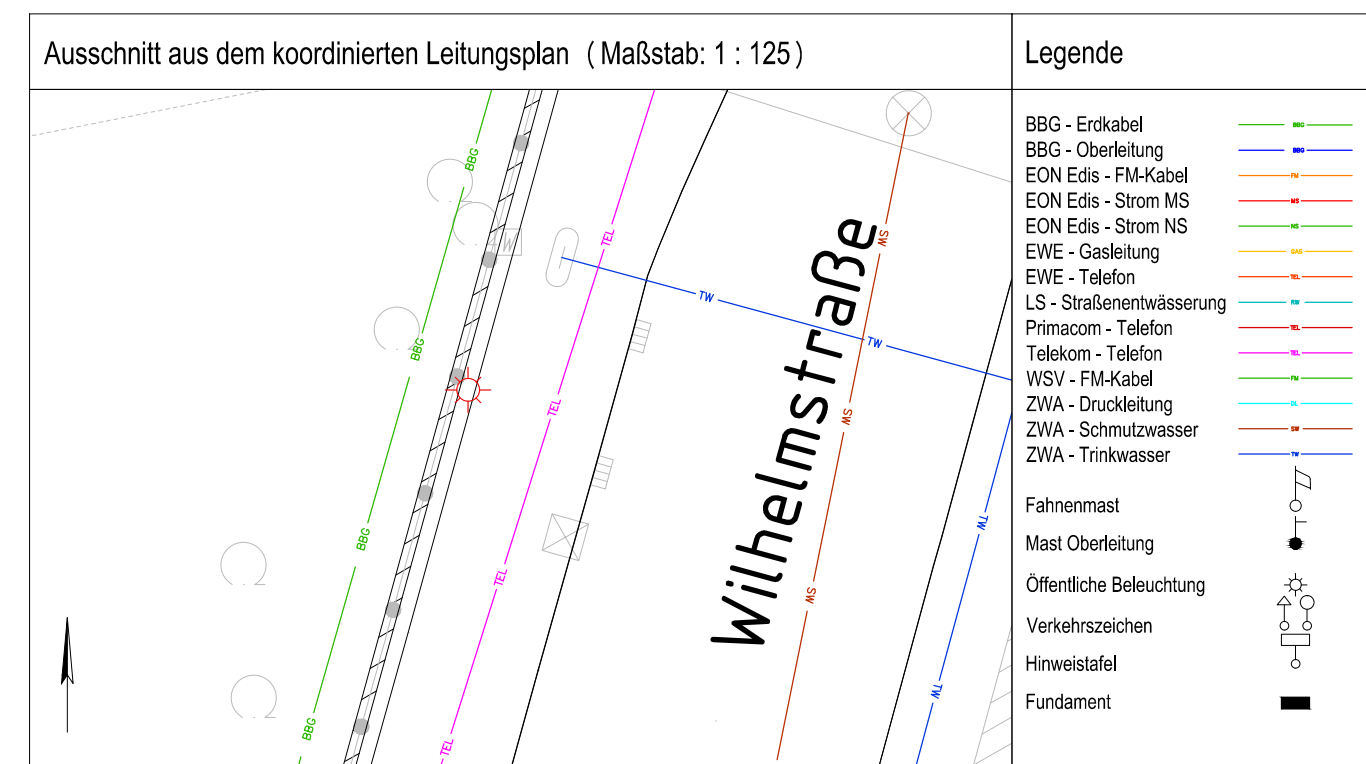 Ausschnitt aus dem koordinierten Leitungsplan ( Maßstab: 1 : 125 )
Legende
BBG - Erdkabel BBG
BBG - Oberleitung BBG
EON Edis - FM-Kabel FM
EON Edis - Strom MS MS
EON Edis - Strom NS NS
EWE - Gasleitung GAS
EWE - Telefon TEL
LS - Straßenentwässerung RW
Primacom - Telefon TEL
Telekom - Telefon TEL
WSV - FM-Kabel FM
ZWA - Druckleitung DL
ZWA - Schmutzwasser SW
ZWA - Trinkwasser TW
Fahnenmast
Mast Oberleitung
Öffentliche Beleuchtung
Verkehrszeichen
Hinweistafel
Fundament
BBG
BBG
BBG
BBG
W
TEL
TEL
TEL
TEL
TW
TW
TW
TW
SW
SW
SW
Wilhelmstraße